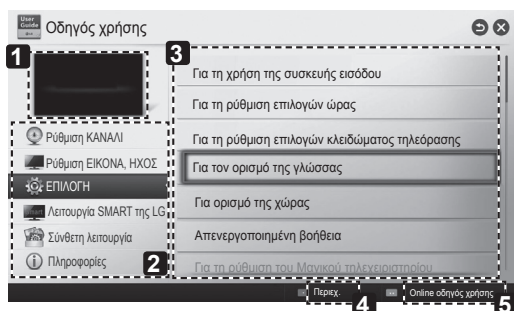 User
Guide
Οδηγός χρήσης
1
3
Ρύθμιση ΚΑΝΑΛΙ
Ρύθμιση ΕΙΚΟΝΑ, ΗΧΟΣ
ΕΠΙΛΟΓΗ
Λειτουργία SMART της LG
Σύνθετη λειτουργία
Πληροφορίες
2
Για τη χρήση της συσκευής εισόδου
Για τη ρύθμιση επιλογών ώρας
Για τη ρύθμιση επιλογών κλειδώματος τηλεόρασης
Για τον ορισμό της γλώσσας
Για ορισμό της χώρας
Απενεργοποιημένη βοήθεια
Για τη ρύθμιση του Μαγικού τηλεχειριστηρίου
Περιεχ.
4
Online οδηγός χρήσης
5